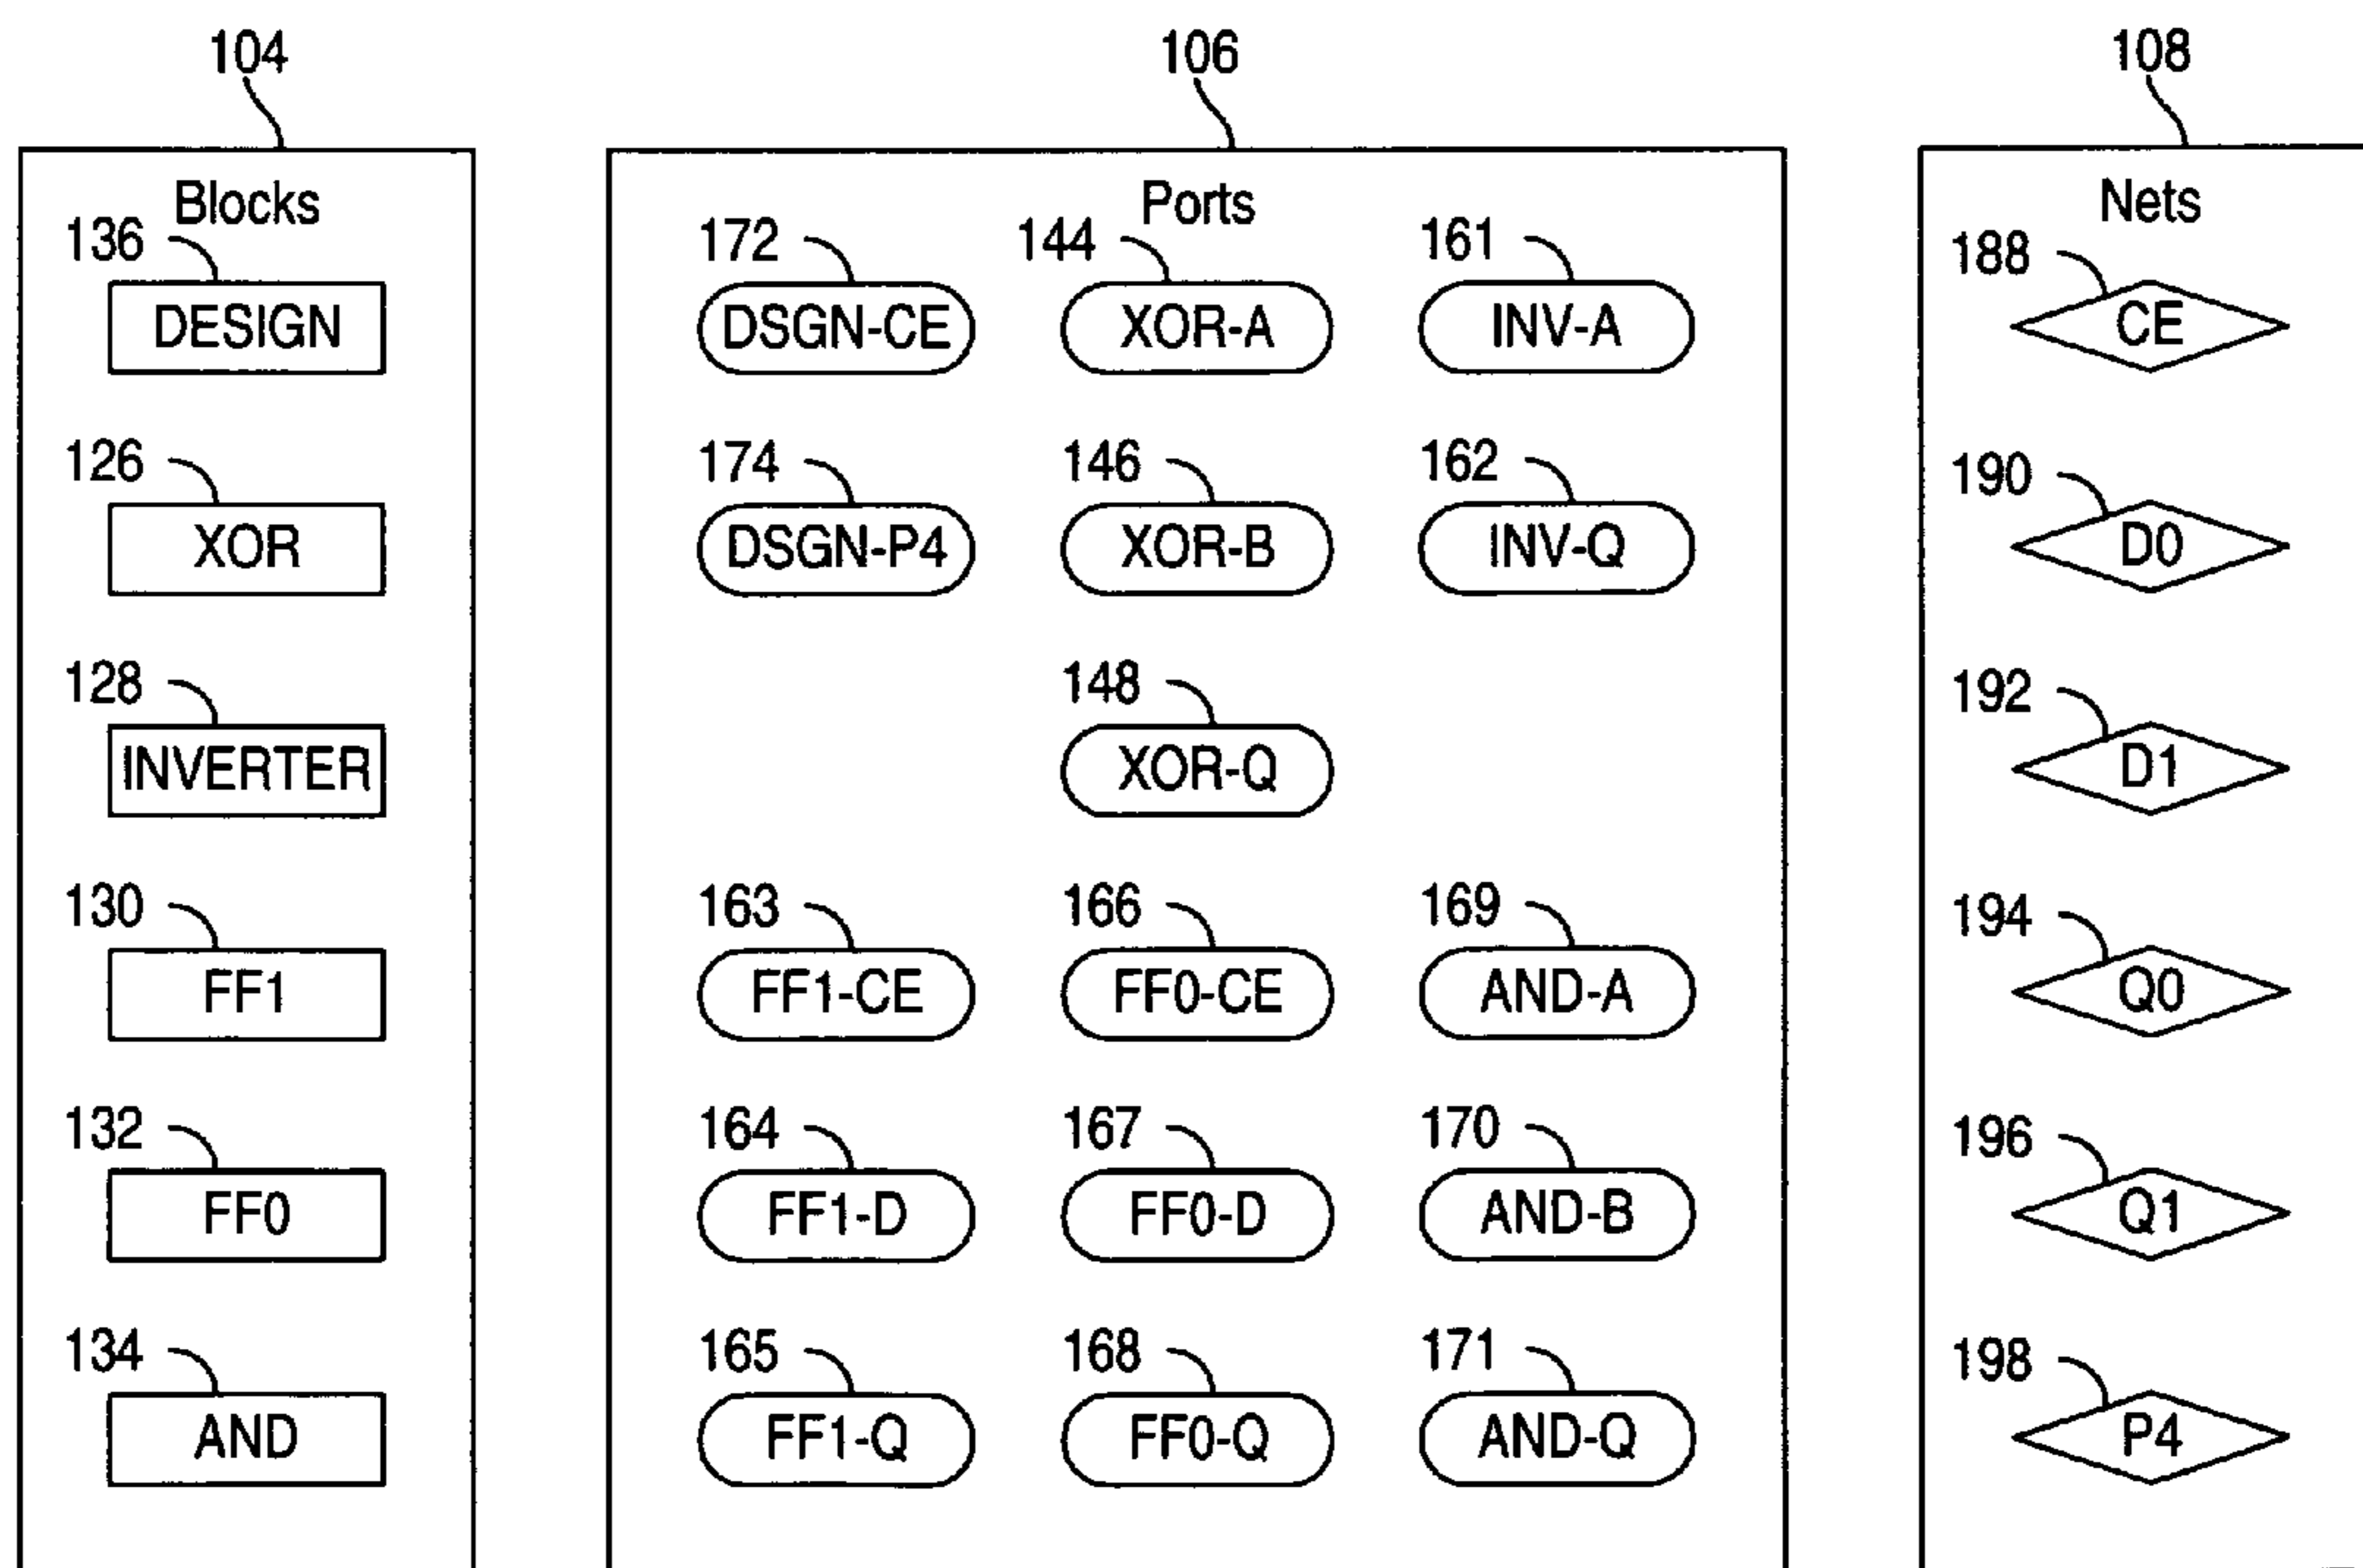 104
106
108
Blocks
Ports
Nets
136
172
144
161
188
DESIGN
DSGN-CE
XOR-A
INV-A
CE
126
174
146
162
190
XOR
DSGN-P4
XOR-B
INV-Q
D0
128
148
192
INVERTER
XOR-Q
D1
130
163
166
169
194
FF1
FF1-CE
FF0-CE
AND-A
Q0
132
164
167
170
196
FF0
FF1-D
FF0-D
AND-B
Q1
134
165
168
171
198
AND
FF1-Q
FF0-Q
AND-Q
P4